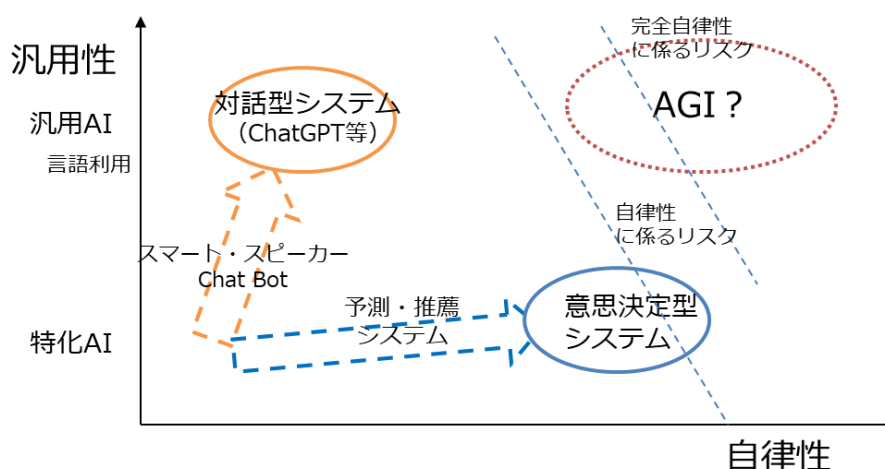 汎用性
汎用AI
言語利用
特化AI
対話型システム
（ChatGPT等）
スマート・スピーカー
Chat Bot
予測・推薦
システム
意思決定型
システム
完全自律性
に係るリスク
AGI？
自律性
に係るリスク
自律性